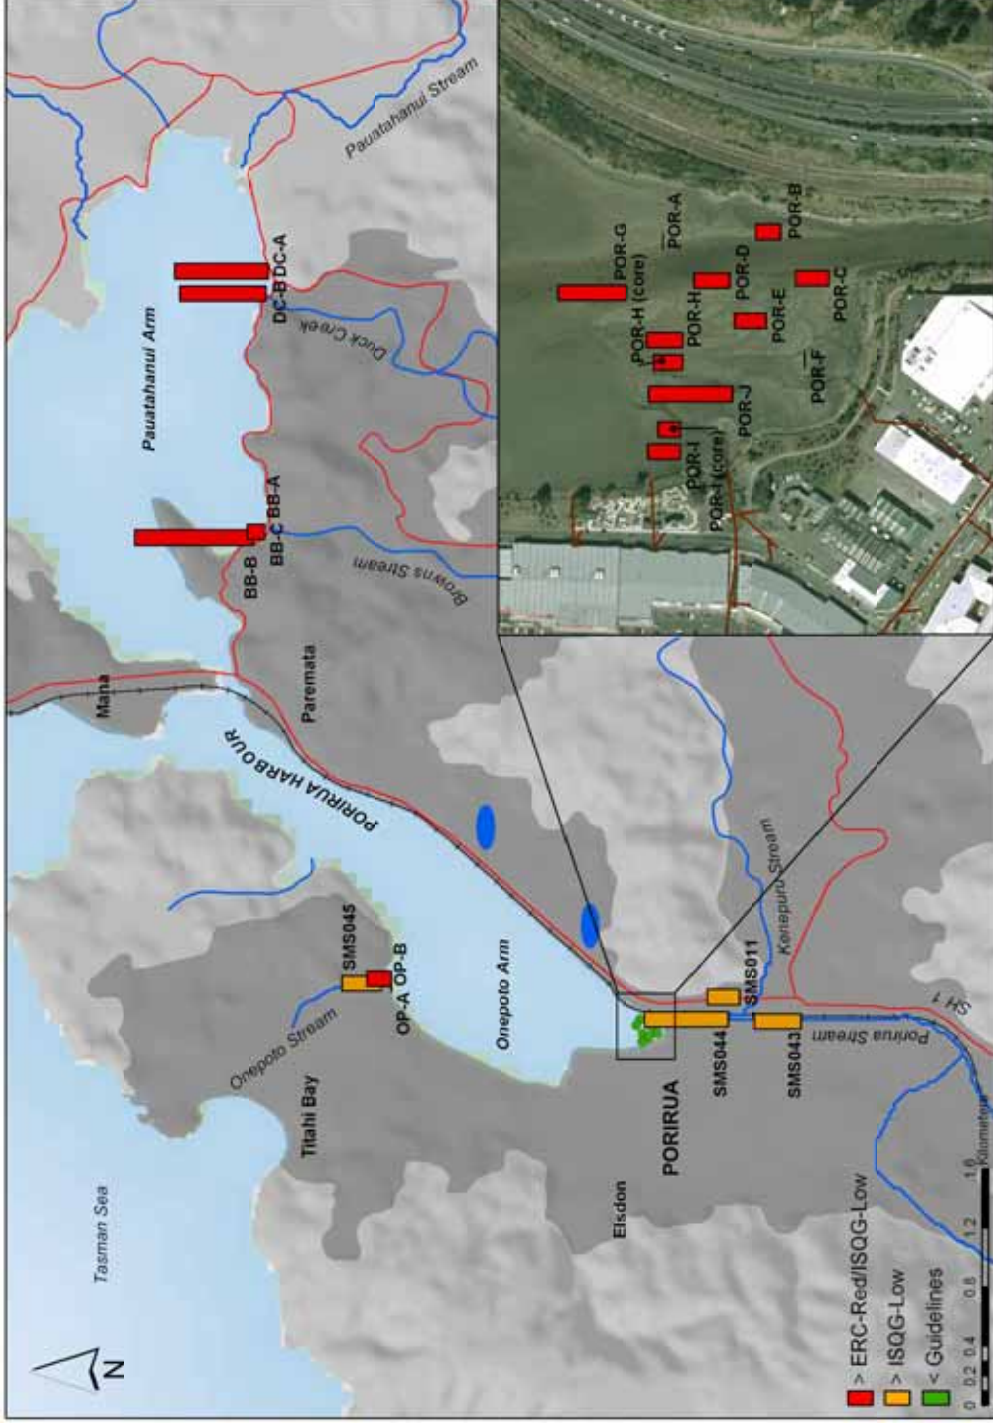 Tasman Sea
N
Titahi Bay
Onepoto Stream
SMS045
OP-A
OP-B
Onepoto Arm
Elsdon
PORIRUA
SMS044
SMS011
SMS043
Kenepuru Stream
Porirua Stream
SH 1
PORIRUA HARBOUR
Mana
Paremata
Pauatahanui Arm
BB-B
BB-C
BB-A
Browns Stream
DC-B
DC-A
Duck Creek
Pauatahanui Stream
POR-I
POR-I (core)
POR-J
POR-H (core)
POR-H
POR-G
POR-A
POR-D
POR-B
POR-E
POR-C
POR-F
> ERC-Red/ISQG-Low
> ISQG-Low
< Guidelines
0 0.2 0.4 0.8 1.2 1.6
Kilometers